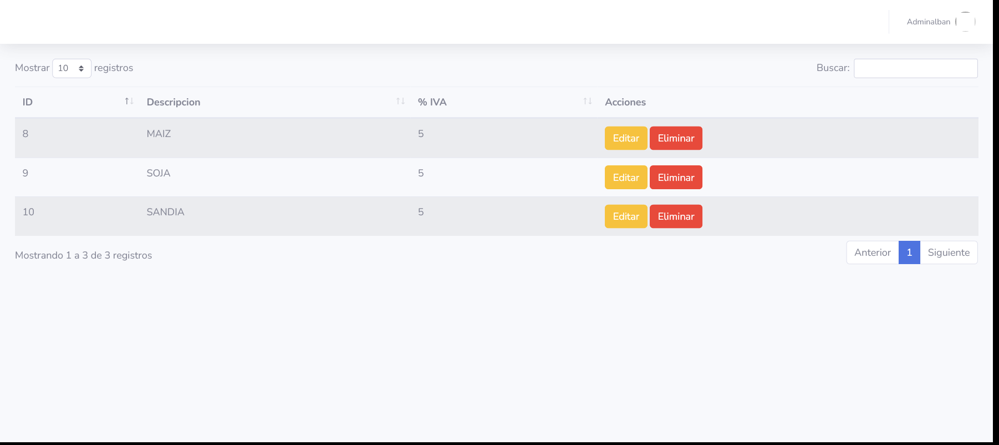 Adminalban
Mostrar 10 registros Buscar:
ID Descripcion % IVA Acciones
8 MAIZ 5 Editar Eliminar
9 SOJA 5 Editar Eliminar
10 SANDIA 5 Editar Eliminar
Mostrando 1 a 3 de 3 registros Anterior 1 Siguiente